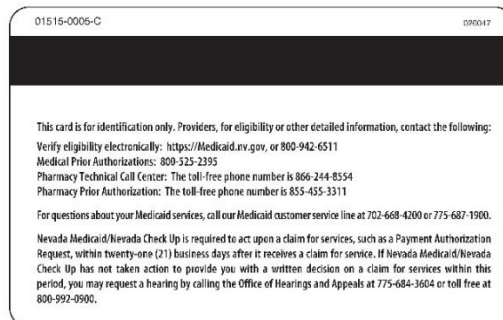 01515-0005-C
026047
This card is for identification only. Providers, for eligibility or other detailed information, contact the following:
Verify eligibility electronically: https://Medicaid.nv.gov, or 800-942-6511
Medical Prior Authorizations: 800-525-2395
Pharmacy Technical Call Center: The toll-free phone number is 866-244-8554
Pharmacy Prior Authorization: The toll-free phone number is 855-455-3311
For questions about your Medicaid services, call our Medicaid customer service line at 702-668-4200 or 775-687-1900.
Nevada Medicaid/Nevada Check Up is required to act upon a claim for services, such as a Payment Authorization
Request, within twenty-one (21) business days after it receives a claim for service. If Nevada Medicaid/Nevada
Check Up has not taken action to provide you with a written decision on a claim for services within this
period, you may request a hearing by calling the Office of Hearings and Appeals at 775-684-3604 or toll free at
800-992-0900.